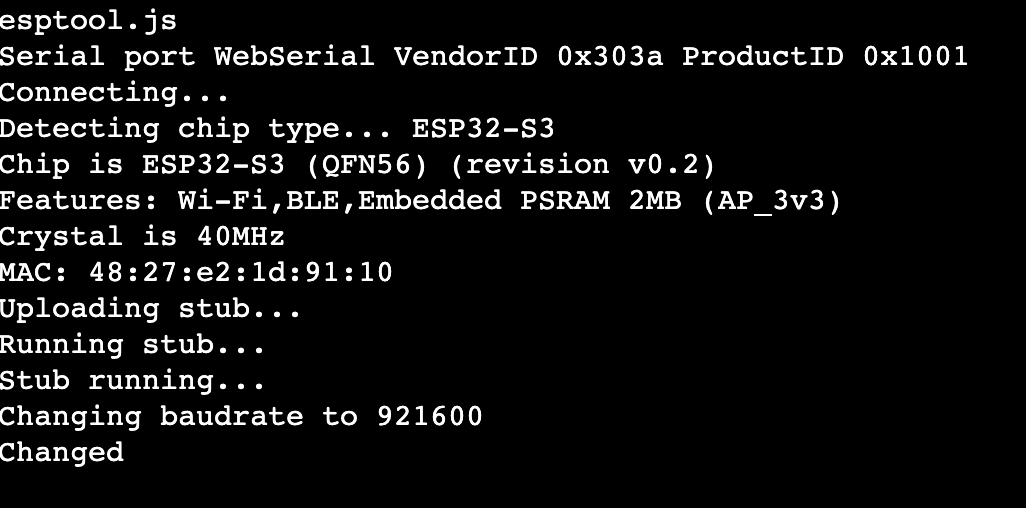 esptool.js
Serial port WebSerial VendorID 0x303a ProductID 0x1001
Connecting...
Detecting chip type... ESP32-S3
Chip is ESP32-S3 (QFN56) (revision v0.2)
Features: Wi-Fi,BLE,Embedded PSRAM 2MB (AP_3v3)
Crystal is 40MHz
MAC: 48:27:e2:1d:91:10
Uploading stub...
Running stub...
Stub running...
Changing baudrate to 921600
Changed